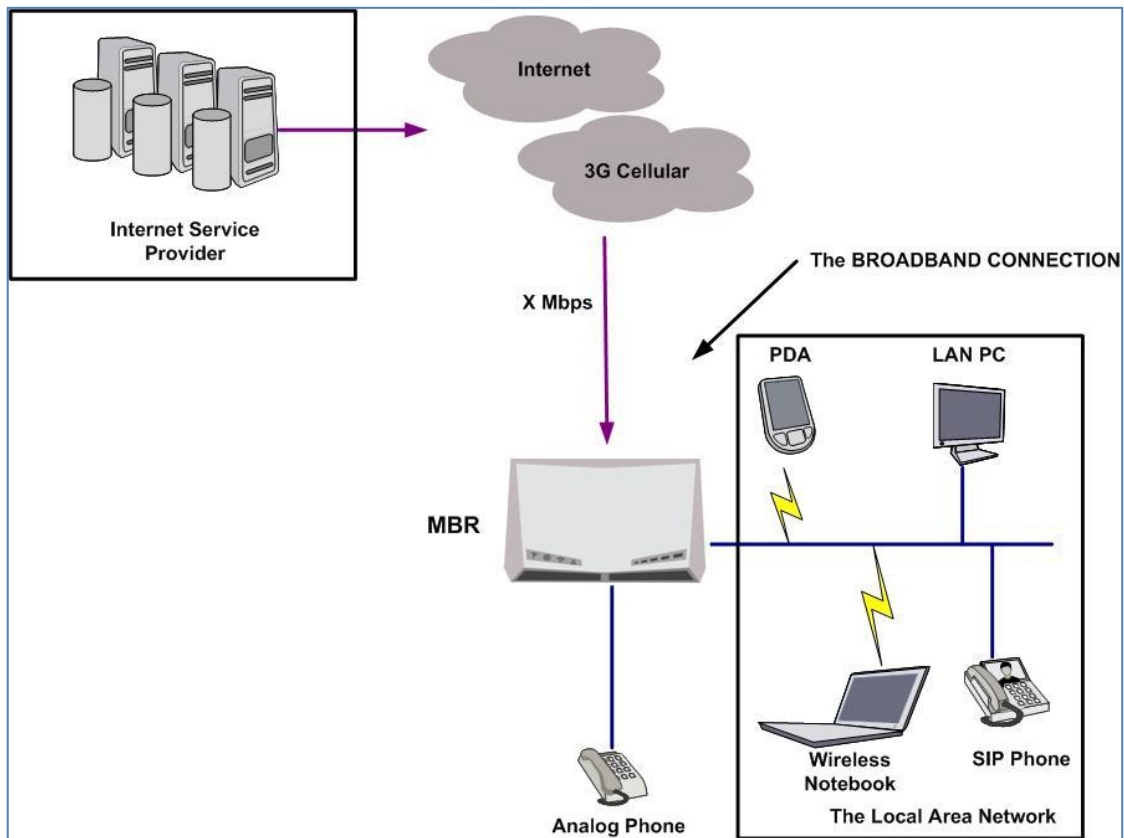 Internet
3G Cellular
Internet Service
Provider
The BROADBAND CONNECTION
X Mbps
PDA
LAN PC
MBR
Wireless
Notebook
SIP Phone
The Local Area Network
Analog Phone